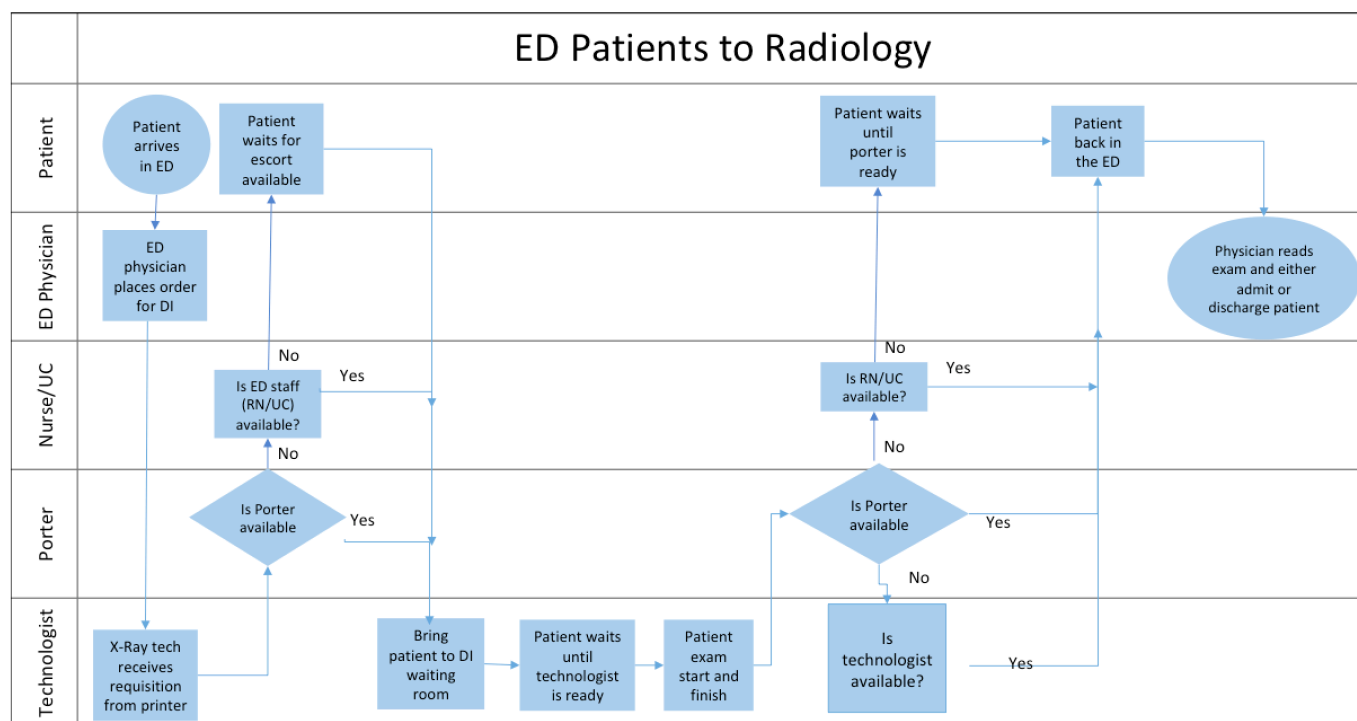 ED Patients to Radiology
Patient
Patient
arrives
in ED
Patient
waits for
escort
available
Patient waits
until
porter is
ready
Patient
back in
the ED
ED Physician
ED
physician
places order
for DI
Physician reads
exam and either
admit or
discharge patient
Nurse/UC
No
Is ED staff
(RN/UC)
available?
Yes
No
No
Is RN/UC
available?
Yes
No
Porter
Is Porter
available
Yes
Is Porter
available
Yes
No
Technologist
X-Ray tech
receives
requisition
from printer
Bring
patient to DI
waiting
room
Patient waits
until
technologist
is ready
Patient
exam
start and
finish
Is
technologist
available?
Yes